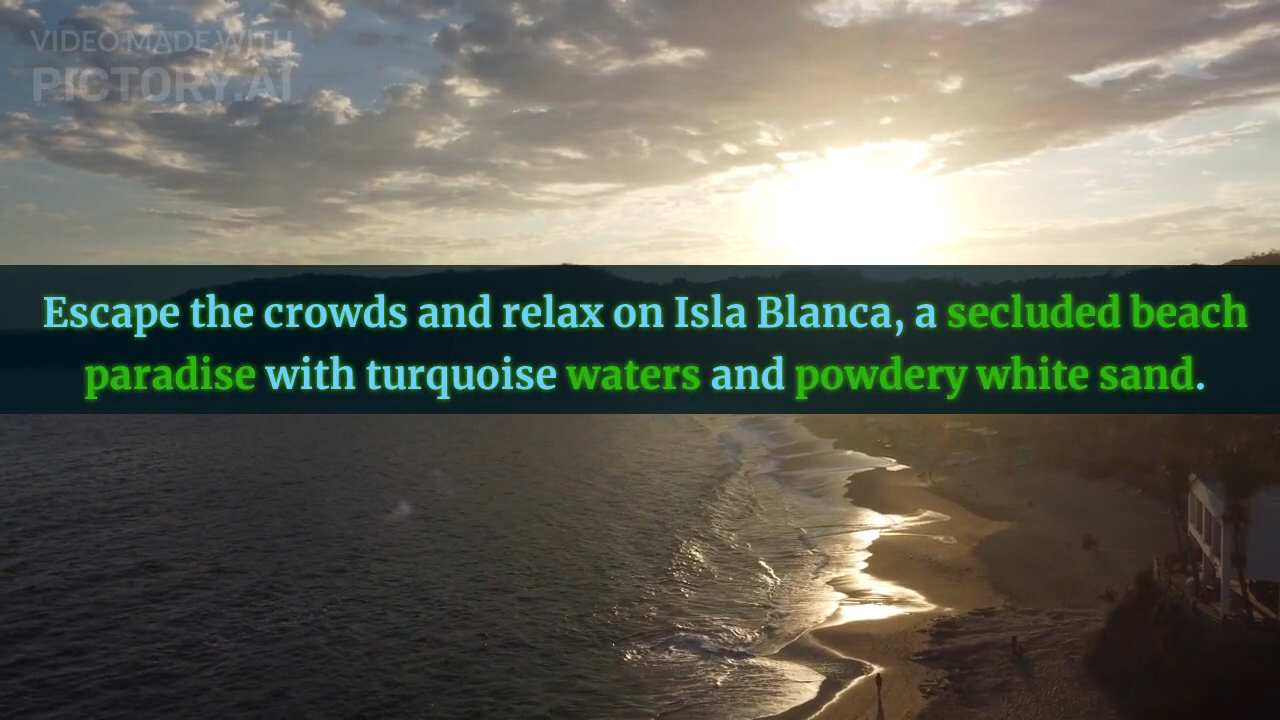 VIDEO MADE WITH
PICTORY.AI
Escape the crowds and relax on Isla Blanca, a secluded beach
paradise with turquoise waters and powdery white sand.